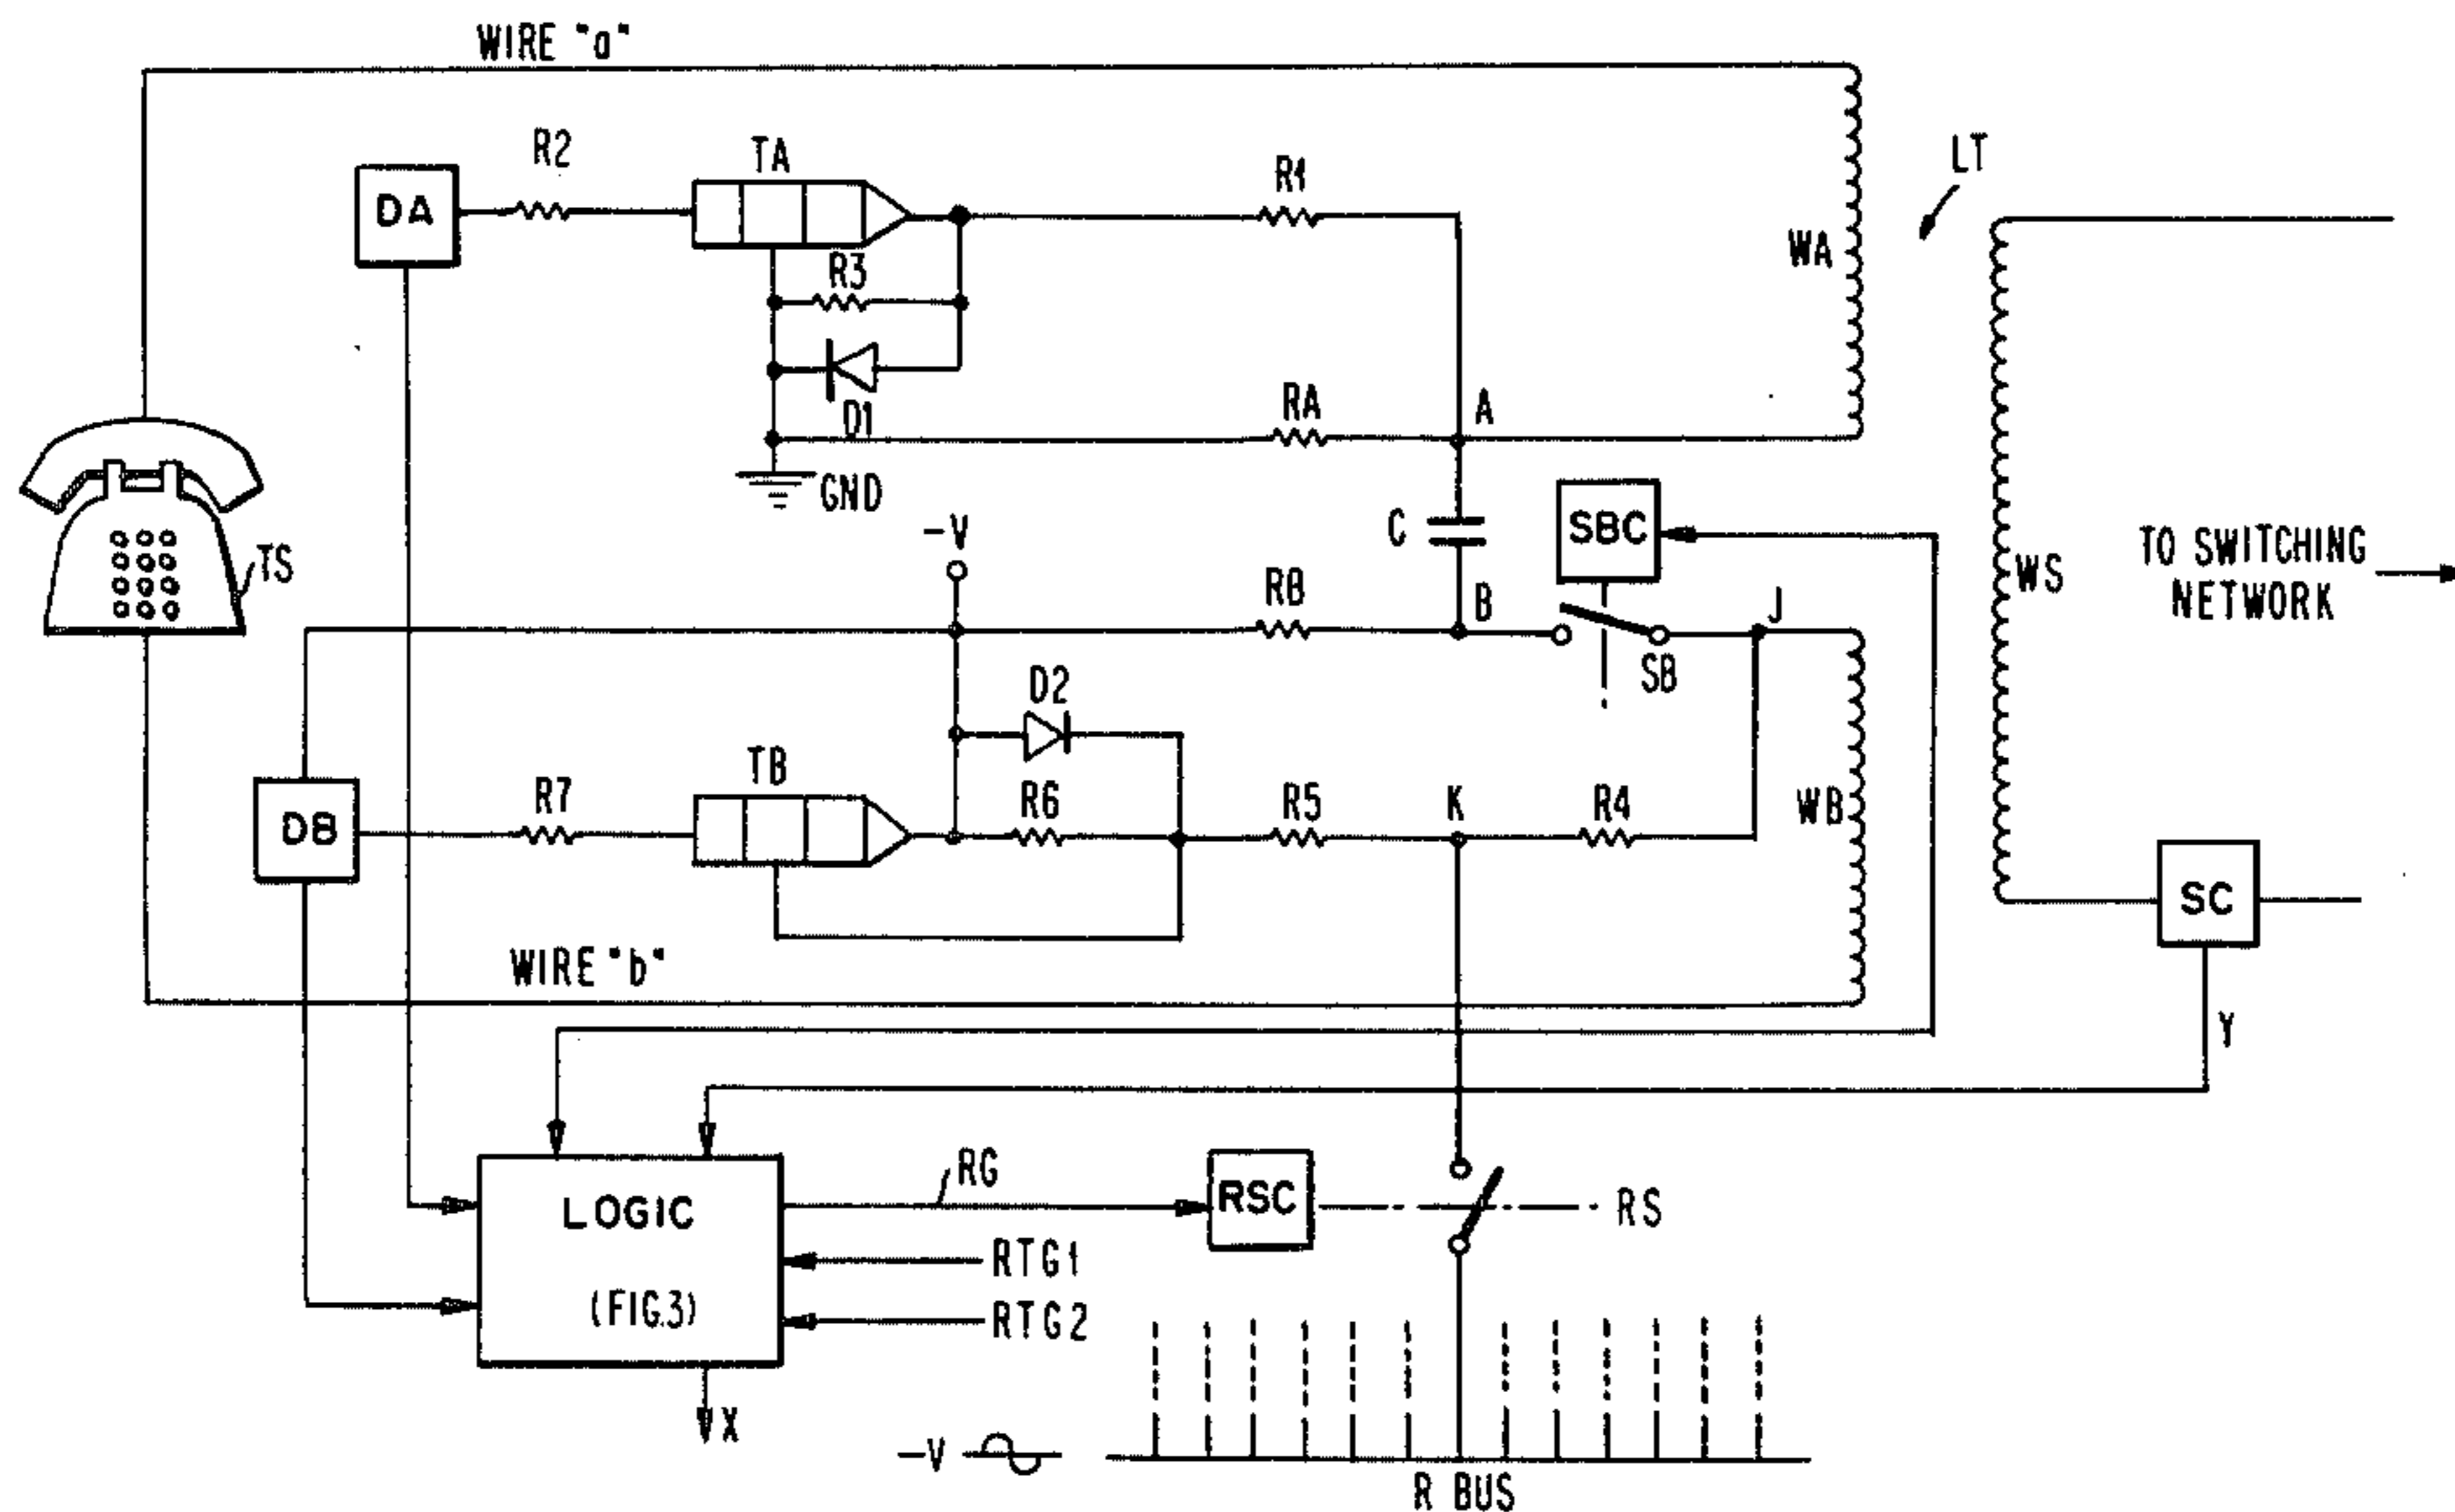 WIRE "a"
R2
TA
R1
LT
DA
R3
WA
D1
RA
A
GND
-V
C
SBC
TO SWITCHING
NETWORK
WS
TS
R8
B
J
SB
D2
TB
R7
R6
R5
K
R4
WB
DB
SC
WIRE "b"
Y
RG
LOGIC
(FIG.3)
RSC
RS
RTG1
RTG2
X
-V
R BUS